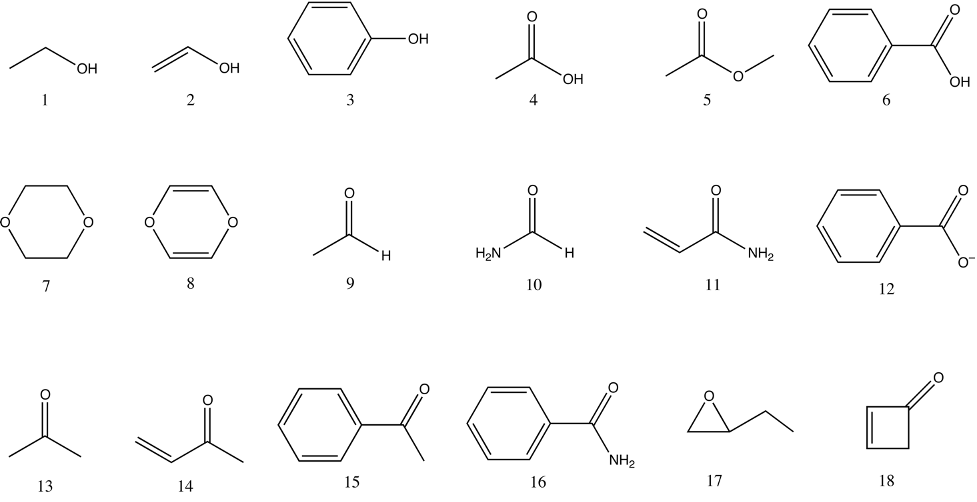 O O O
OH OH OH OH O OH
1 2 3 4 5 6
O O O O
O O O O H H₂N H NH₂ O⁻
7 8 9 10 11 12
O O O O O O
NH₂
13 14 15 16 17 18